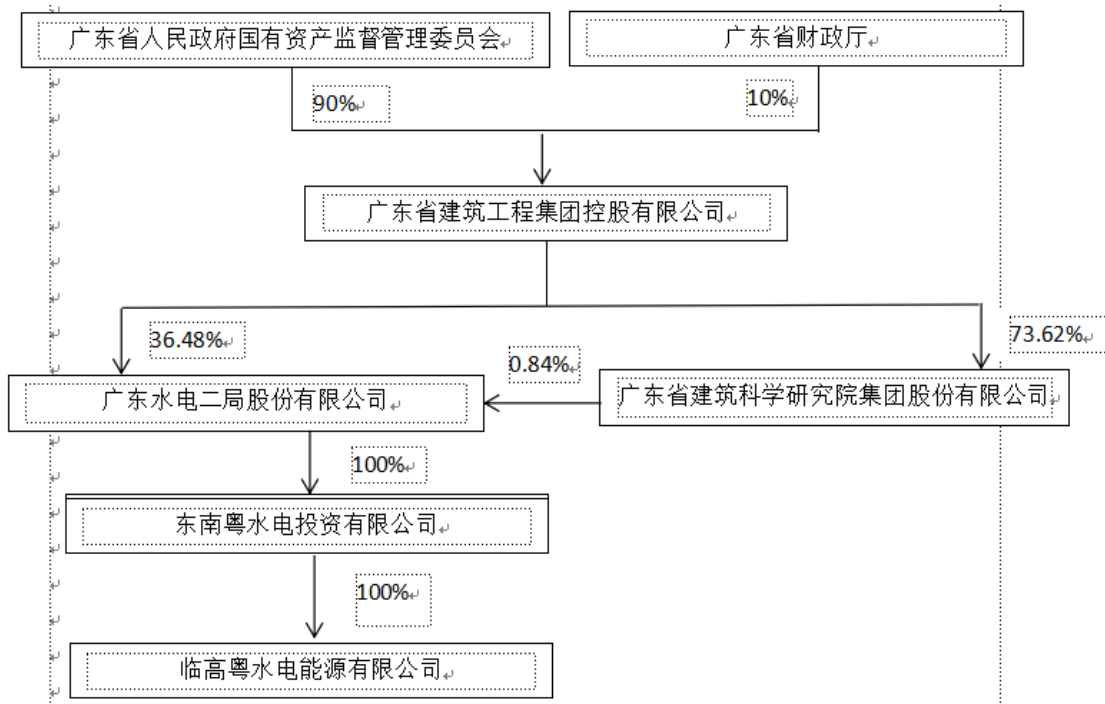 广东省人民政府国有资产监督管理委员会
广东省财政厅
90%
10%
广东省建筑工程集团控股有限公司
36.48%
0.84%
73.62%
广东水电二局股份有限公司
广东省建筑科学研究院集团股份有限公司
100%
东南粤水电投资有限公司
100%
临高粤水电能源有限公司